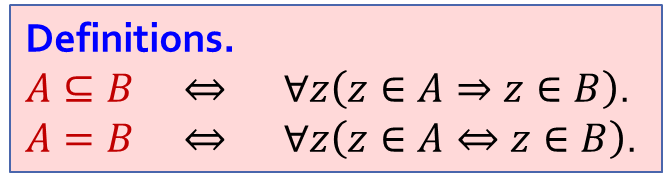 Definitions.
A ⊆ B ⇔ ∀z(z ∈ A ⇒ z ∈ B).
A = B ⇔ ∀z(z ∈ A ⇔ z ∈ B).